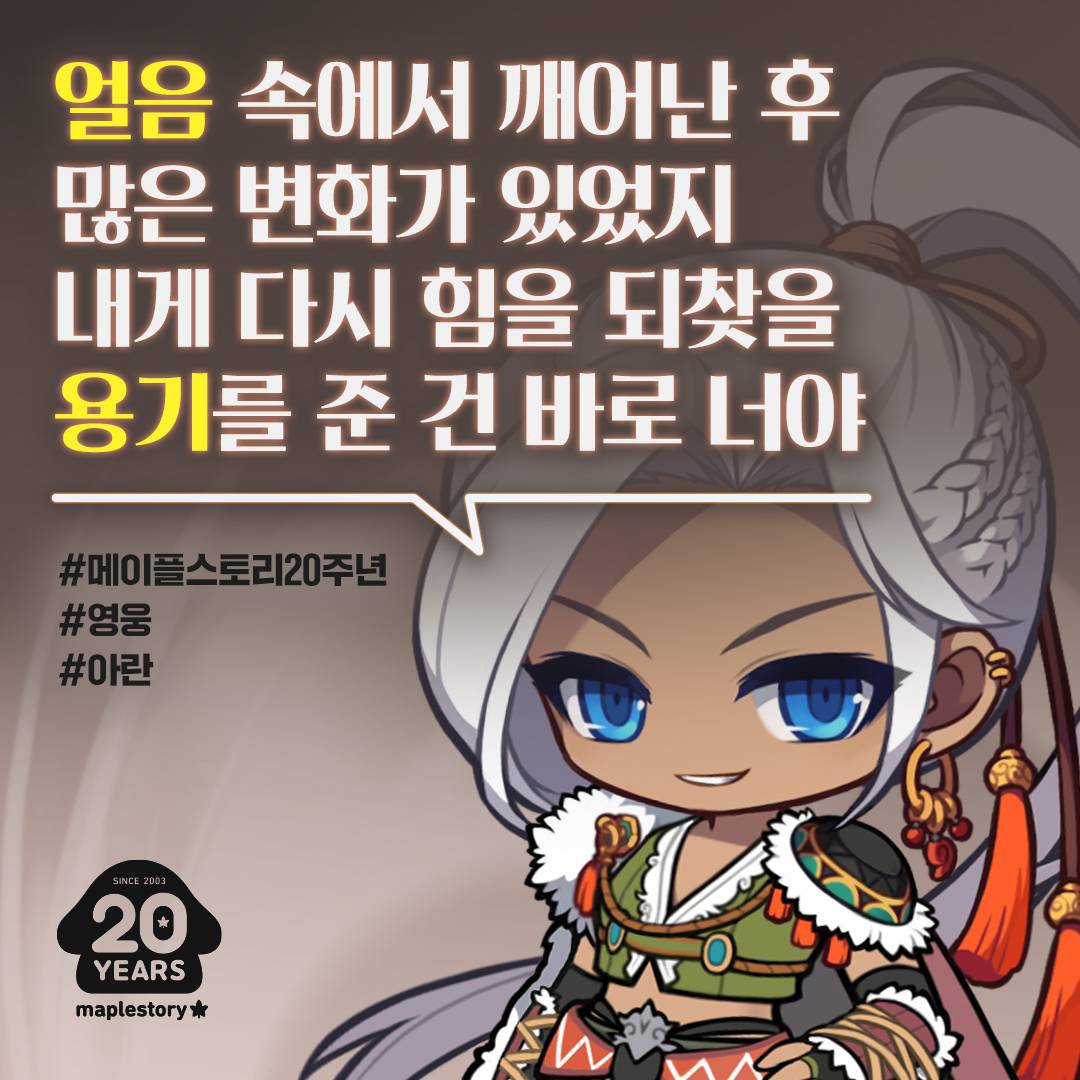 얼음 속에서 깨어난 후
많은 변화가 있었지
내게 다시 힘을 되찾을
용기를 준 건 바로 너야
#메이플스토리20주년
#영웅
#아란
SINCE 2003
20
YEARS
maplestory